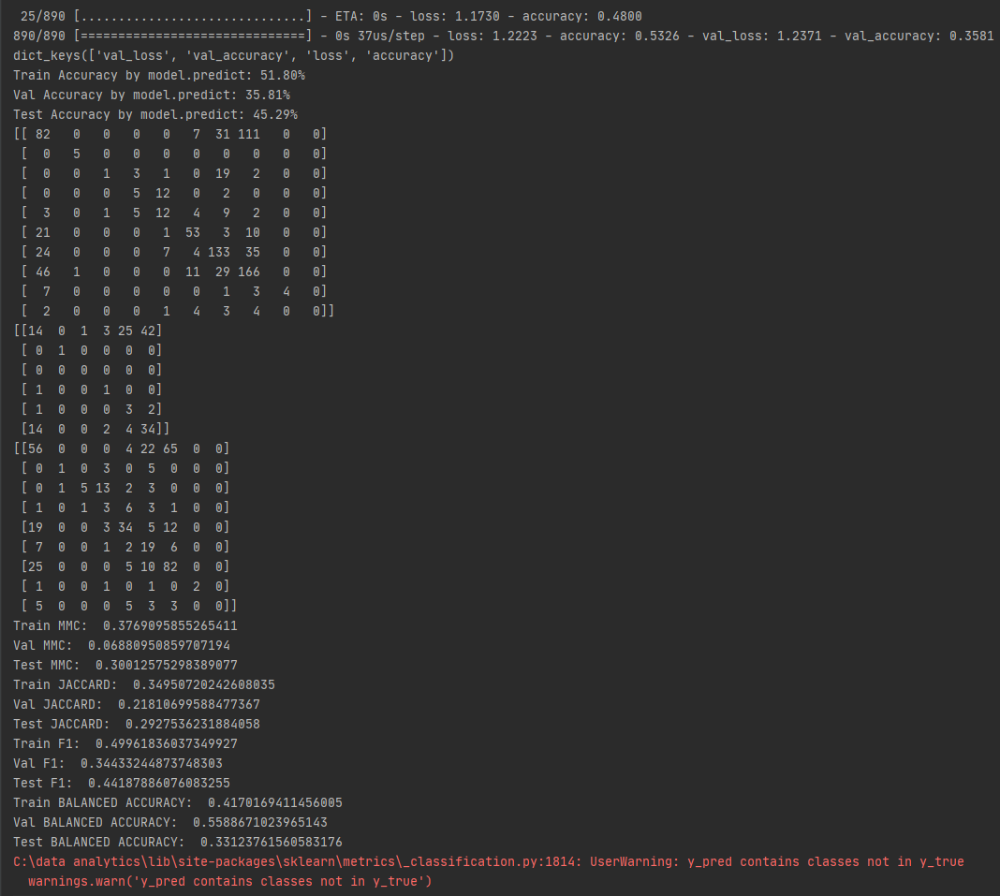 25/890 [..............................] - ETA: 0s - loss: 1.1730 - accuracy: 0.4800
890/890 [==============================] - 0s 37us/step - loss: 1.2223 - accuracy: 0.5326 - val_loss: 1.2371 - val_accuracy: 0.3581
dict_keys(['val_loss', 'val_accuracy', 'loss', 'accuracy'])
Train Accuracy by model.predict: 51.80%
Val Accuracy by model.predict: 35.81%
Test Accuracy by model.predict: 45.29%
[[ 82   0   0   0   0   7  31 111   0   0]
 [  0   5   0   0   0   0   0   0   0   0]
 [  0   0   1   3   1   0  19   2   0   0]
 [  0   0   0   5  12   0   2   0   0   0]
 [  3   0   1   5  12   4   9   2   0   0]
 [ 21   0   0   0   1  53   3  10   0   0]
 [ 24   0   0   0   7   4 133  35   0   0]
 [ 46   1   0   0   0  11  29 166   0   0]
 [  7   0   0   0   0   0   1   3   4   0]
 [  2   0   0   0   1   4   3   4   0   0]]
[[14  0  1  3 25 42]
 [ 0  1  0  0  0  0]
 [ 0  0  0  0  0  0]
 [ 1  0  0  1  0  0]
 [ 1  0  0  0  3  2]
 [14  0  0  2  4 34]]
[[56  0  0  0  4 22 65  0  0]
 [ 0  1  0  3  0  5  0  0  0]
 [ 0  1  5 13  2  3  0  0  0]
 [ 1  0  1  3  6  3  1  0  0]
 [19  0  0  3 34  5 12  0  0]
 [ 7  0  0  1  2 19  6  0  0]
 [25  0  0  0  5 10 82  0  0]
 [ 1  0  0  1  0  1  0  2  0]
 [ 5  0  0  0  5  3  3  0  0]]
Train MMC:  0.3769095855265411
Val MMC:  0.06880950859707194
Test MMC:  0.30012575298389077
Train JACCARD:  0.34950720242608035
Val JACCARD:  0.21810699588477367
Test JACCARD:  0.2927536231884058
Train F1:  0.49961836037349927
Val F1:  0.34433244873748303
Test F1:  0.44187886076083255
Train BALANCED ACCURACY:  0.4170169411456005
Val BALANCED ACCURACY:  0.5588671023965143
Test BALANCED ACCURACY:  0.33123761560583176
C:\data analytics\lib\site-packages\sklearn\metrics\_classification.py:1814: UserWarning: y_pred contains classes not in y_true
  warnings.warn('y_pred contains classes not in y_true')